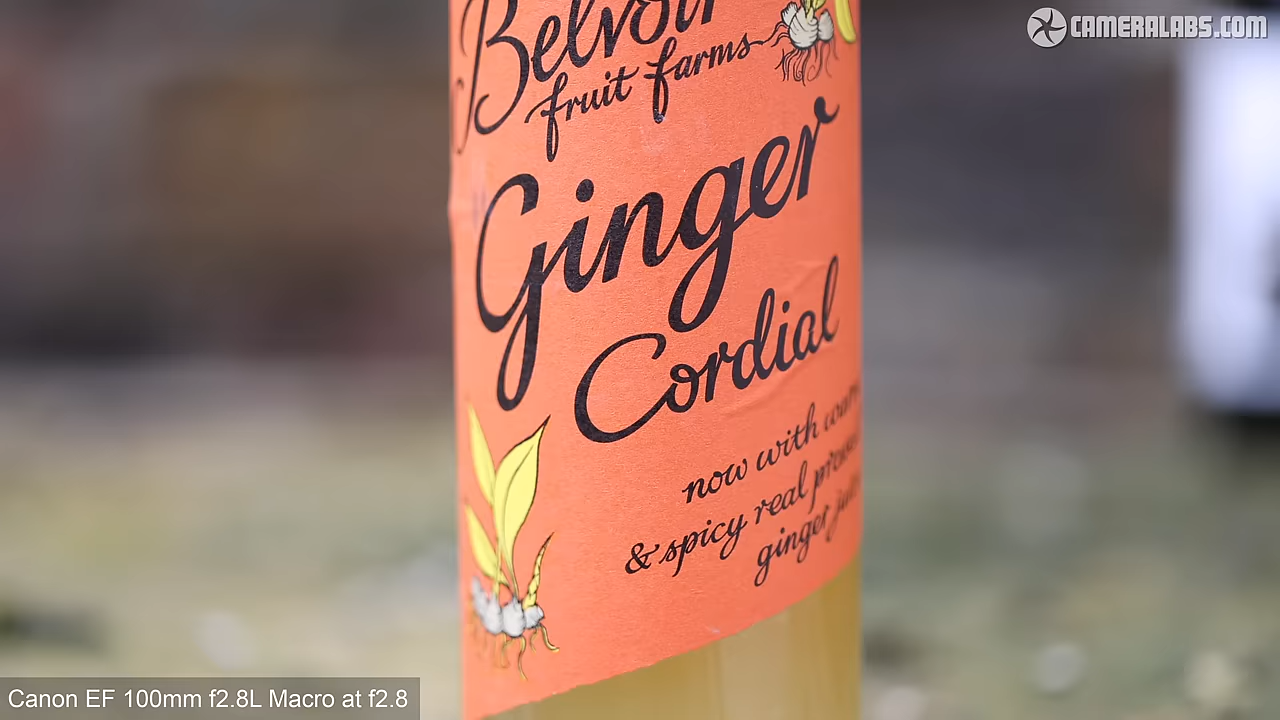 CAMERALABS.COM
Belvoir
fruit farms
Ginger
Cordial
now with
& spicy real
ginger
Canon EF 100mm f2.8L Macro at f2.8